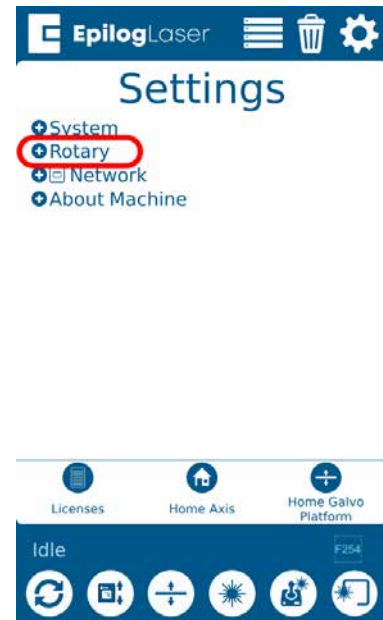 EpilogLaser
Settings
System
Rotary
Network
About Machine
Licenses
Home Axis
Home Galvo
Platform
Idle
F254